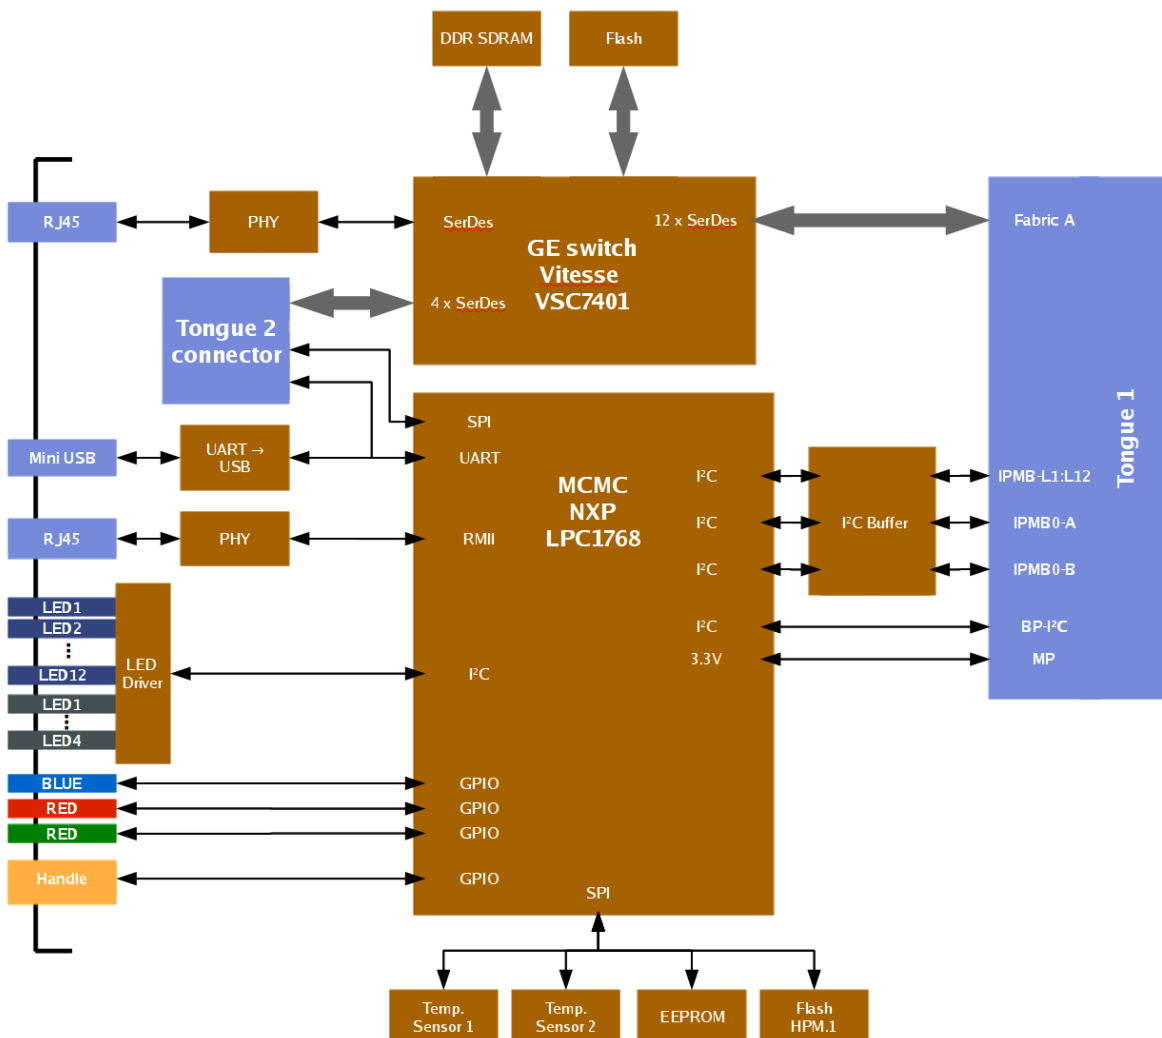 DDR SDRAM
Flash
RJ45
PHY
SerDes
12 x SerDes
Fabric A
GE switch
Vitesse
VSC7401
4 x SerDes
Tongue 2
connector
SPI
Mini USB
UART →
USB
UART
MCMC
NXP
LPC1768
I²C
I²C Buffer
IPMB-L1:L12
Tongue 1
I²C
IPMB0-A
RJ45
PHY
RMII
I²C
IPMB0-B
LED1
LED2
...
LED12
LED1
...
LED4
LED
Driver
I²C
I²C
BP-I²C
3.3V
MP
BLUE
GPIO
RED
GPIO
RED
GPIO
Handle
GPIO
SPI
Temp.
Sensor 1
Temp.
Sensor 2
EEPROM
Flash
HPM.1